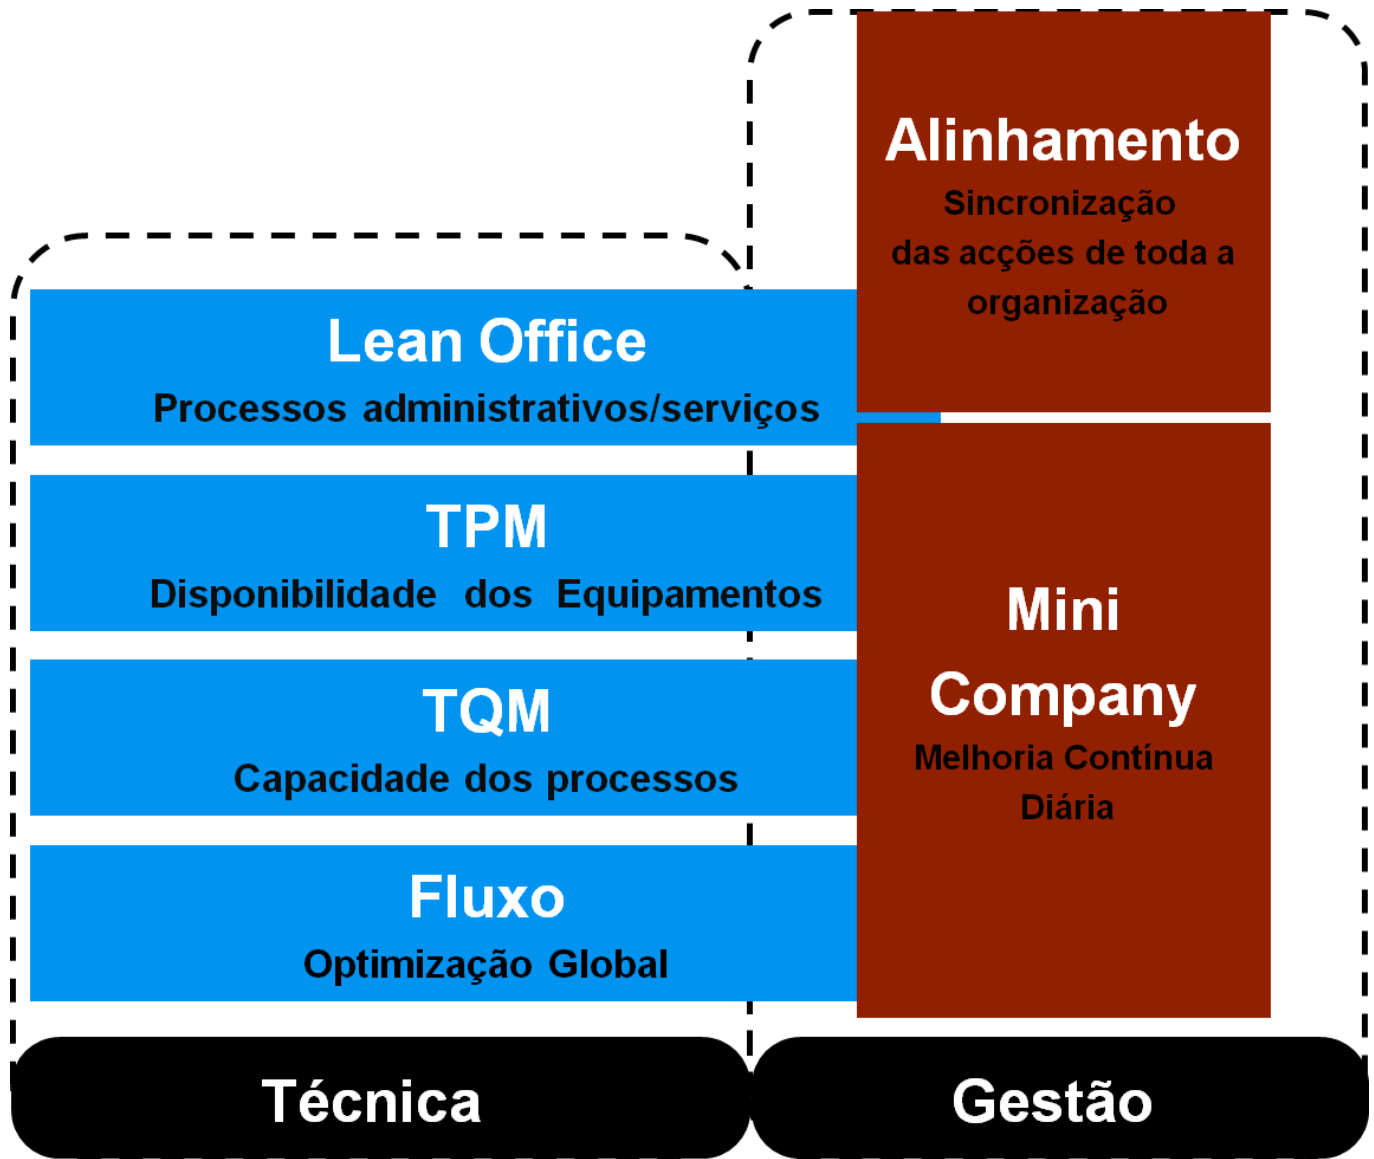 Alinhamento
Sincronização
das acções de toda a
organização
Lean Office
Processos administrativos/serviços
TPM
Disponibilidade dos Equipamentos
TQM
Capacidade dos processos
Fluxo
Optimização Global
Mini
Company
Melhoria Contínua
Diária
Técnica
Gestão